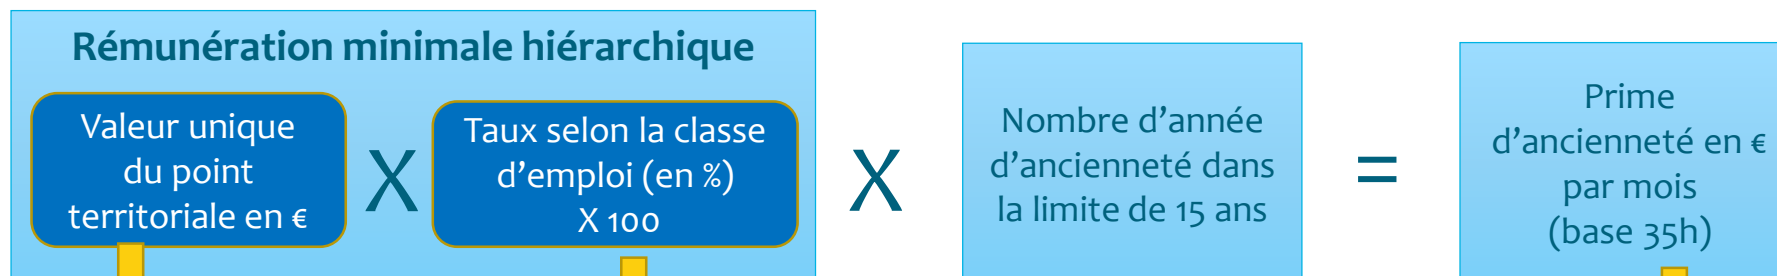 Rémunération minimale hiérarchique
Valeur unique
du point
territoriale en €
X
Taux selon la classe
d'emploi (en %)
X 100
X
Nombre d'année
d'ancienneté dans
la limite de 15 ans
=
Prime
d'ancienneté en €
par mois
(base 35h)